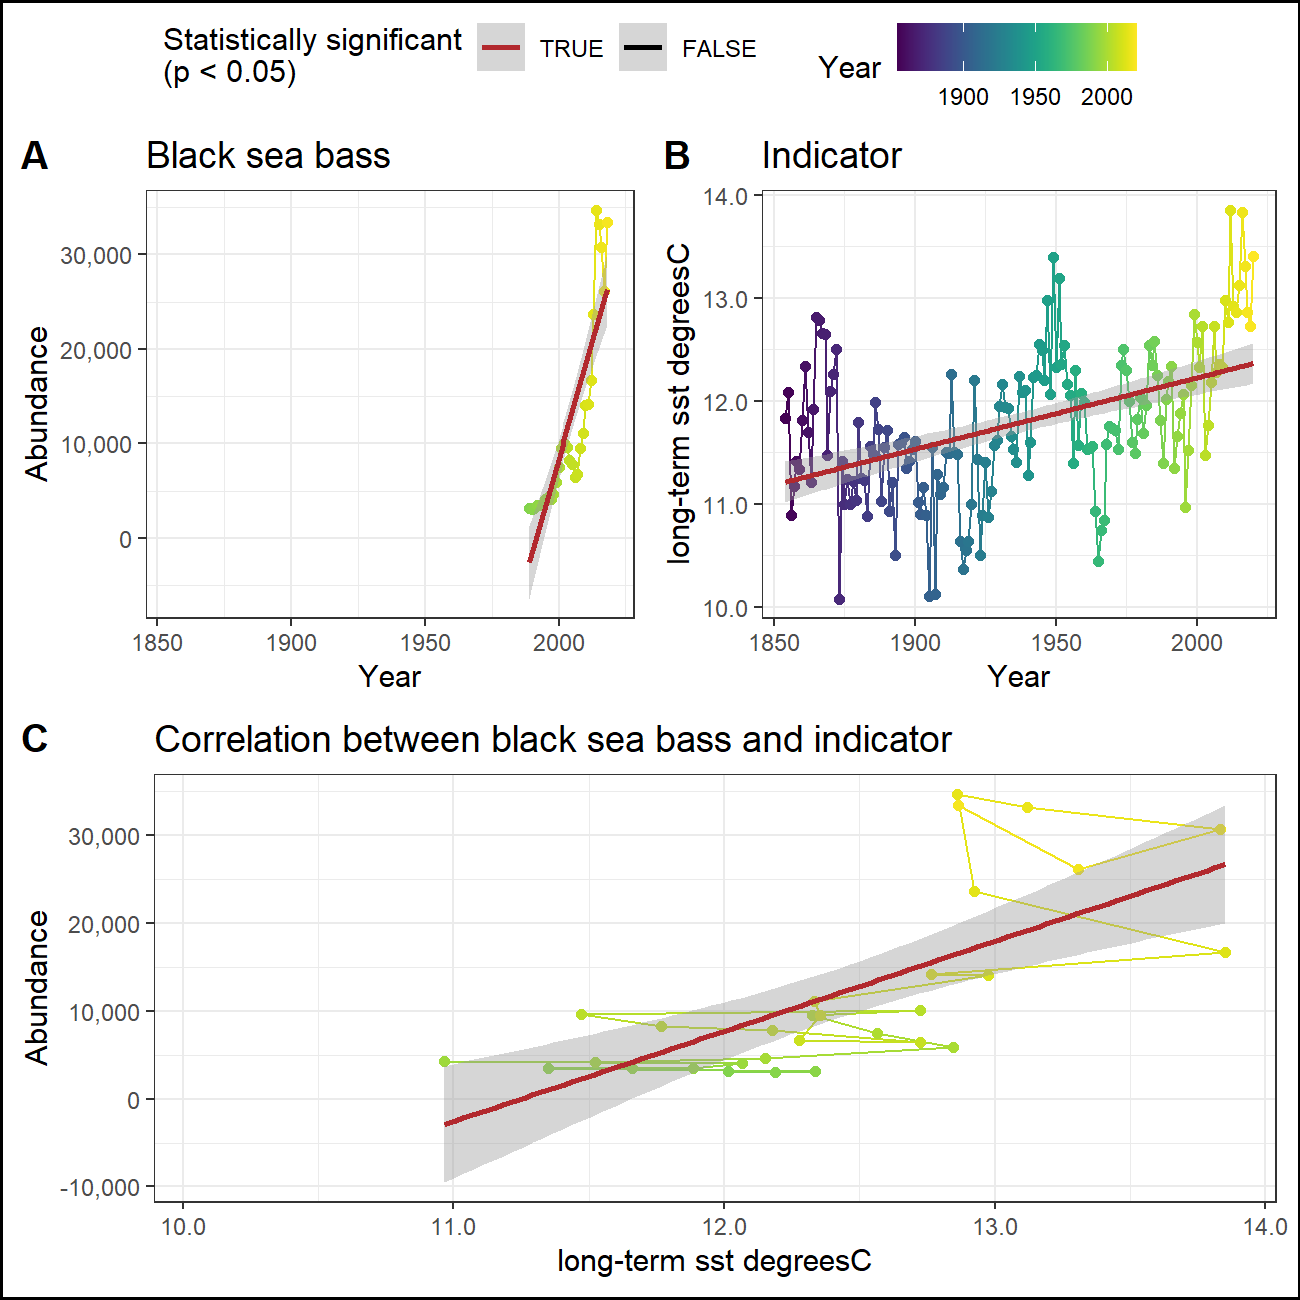 Statistically significant
(p < 0.05)
TRUE
FALSE
Year
1900 1950 2000
A Black sea bass
Abundance
30,000
20,000
10,000
0
1850 1900 1950 2000
Year
B Indicator
long-term sst degreesC
14.0
13.0
12.0
11.0
10.0
1850 1900 1950 2000
Year
C Correlation between black sea bass and indicator
Abundance
30,000
20,000
10,000
0
-10,000
10.0 11.0 12.0 13.0 14.0
long-term sst degreesC